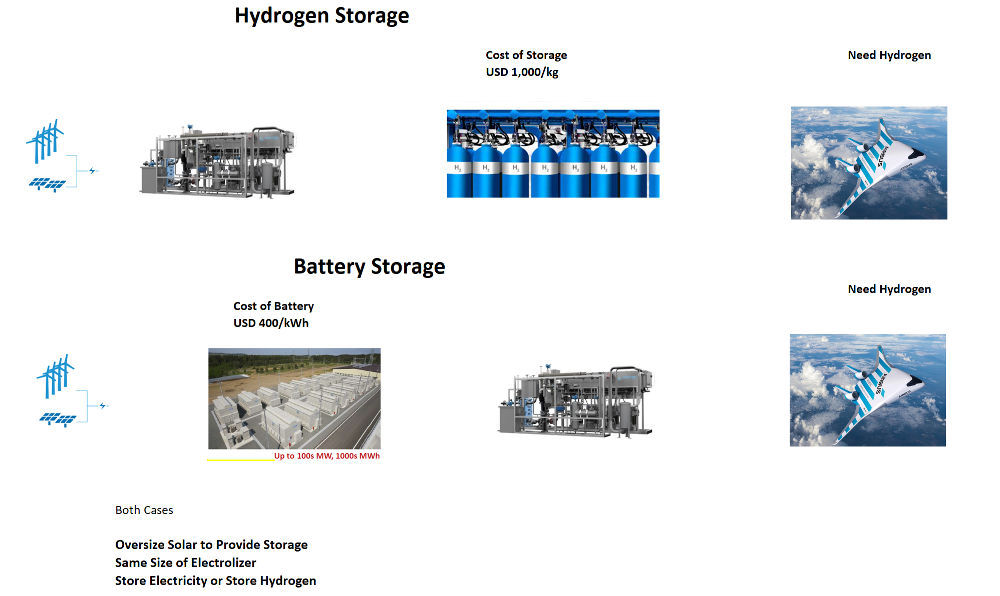 Hydrogen Storage
Cost of Storage
USD 1,000/kg
Need Hydrogen
H2 H2 H2 H2 H2 H2 H2
AIRBUS
AIRBUS
Battery Storage
Need Hydrogen
Cost of Battery
USD 400/kWh
AIRBUS
AIRBUS
Up to 100s MW, 1000s MWh
Both Cases
Oversize Solar to Provide Storage
Same Size of Electrolizer
Store Electricity or Store Hydrogen